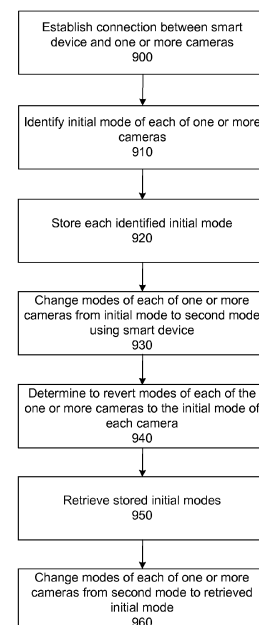 Establish connection between smart
device and one or more cameras
900
Identify initial mode of each of one or more
cameras
910
Store each identified initial mode
920
Change modes of each of one or more
cameras from initial mode to second mode
using smart device
930
Determine to revert modes of each of the
one or more cameras to the initial mode of
each camera
940
Retrieve stored initial modes
950
Change modes of each of one or more
cameras from second mode to retrieved
initial mode
960